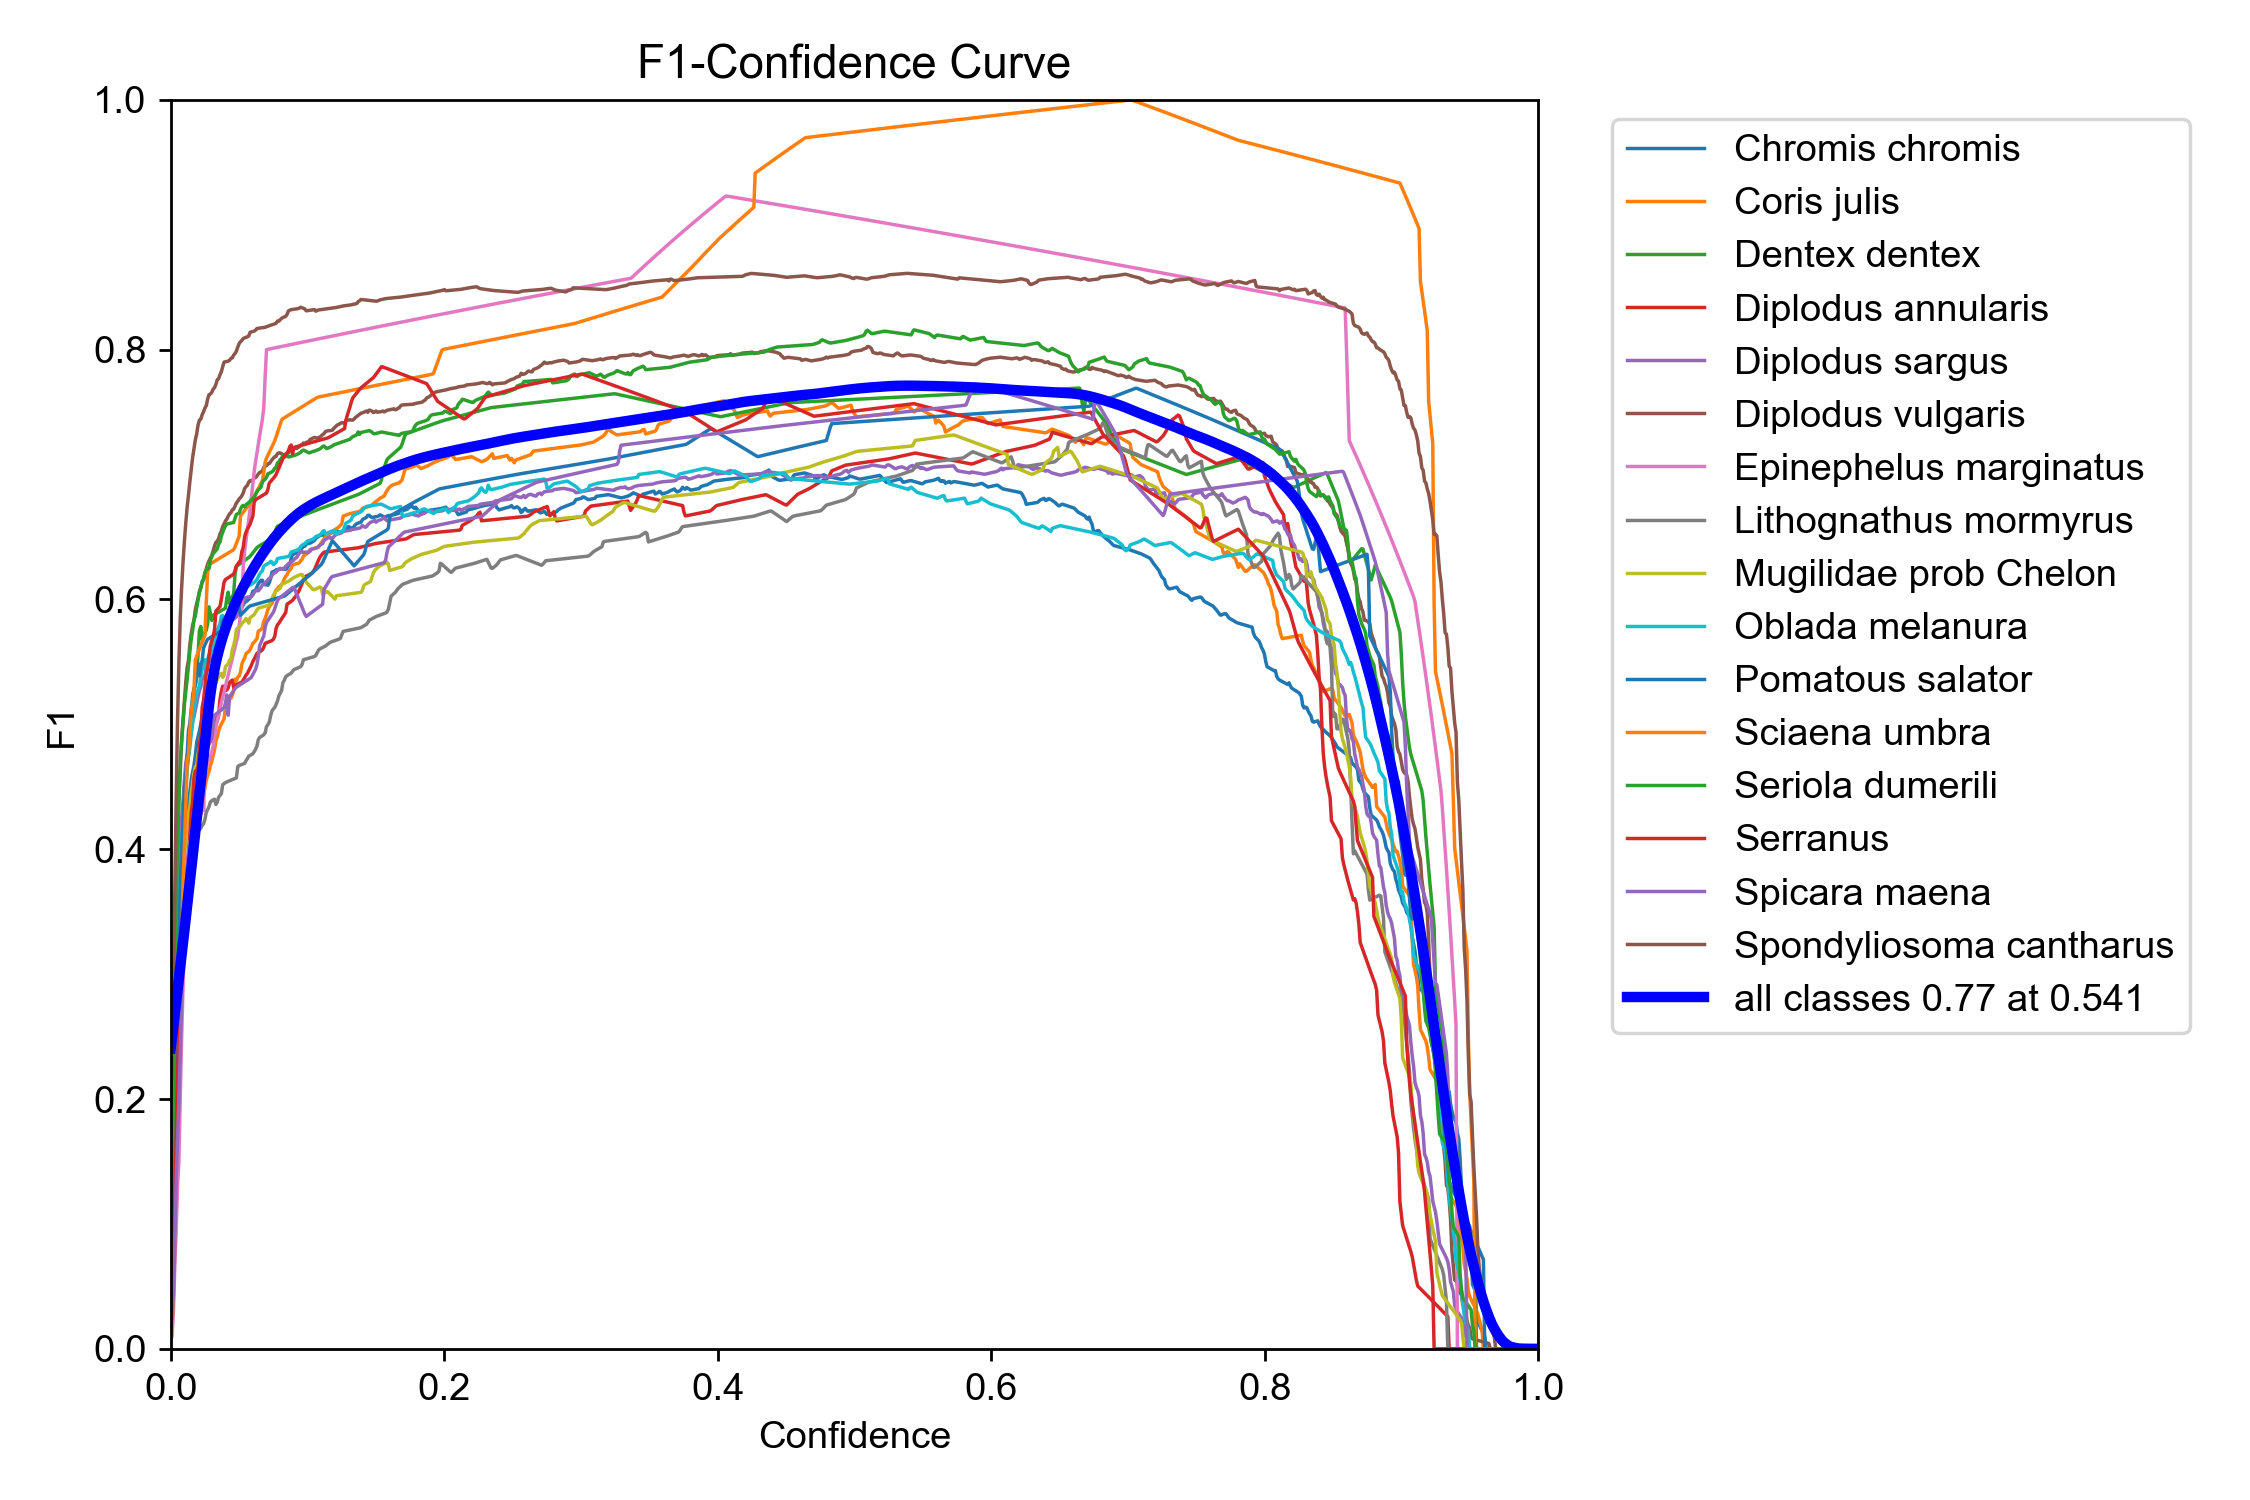 F1-Confidence Curve
1.0
0.8
0.6
0.4
0.2
0.0
F1
0.0 0.2 0.4 0.6 0.8 1.0
Confidence
Chromis chromis
Coris julis
Dentex dentex
Diplodus annularis
Diplodus sargus
Diplodus vulgaris
Epinephelus marginatus
Lithognathus mormyrus
Mugilidae prob Chelon
Oblada melanura
Pomatous salator
Sciaena umbra
Seriola dumerili
Serranus
Spicara maena
Spondyliosoma cantharus
all classes 0.77 at 0.541